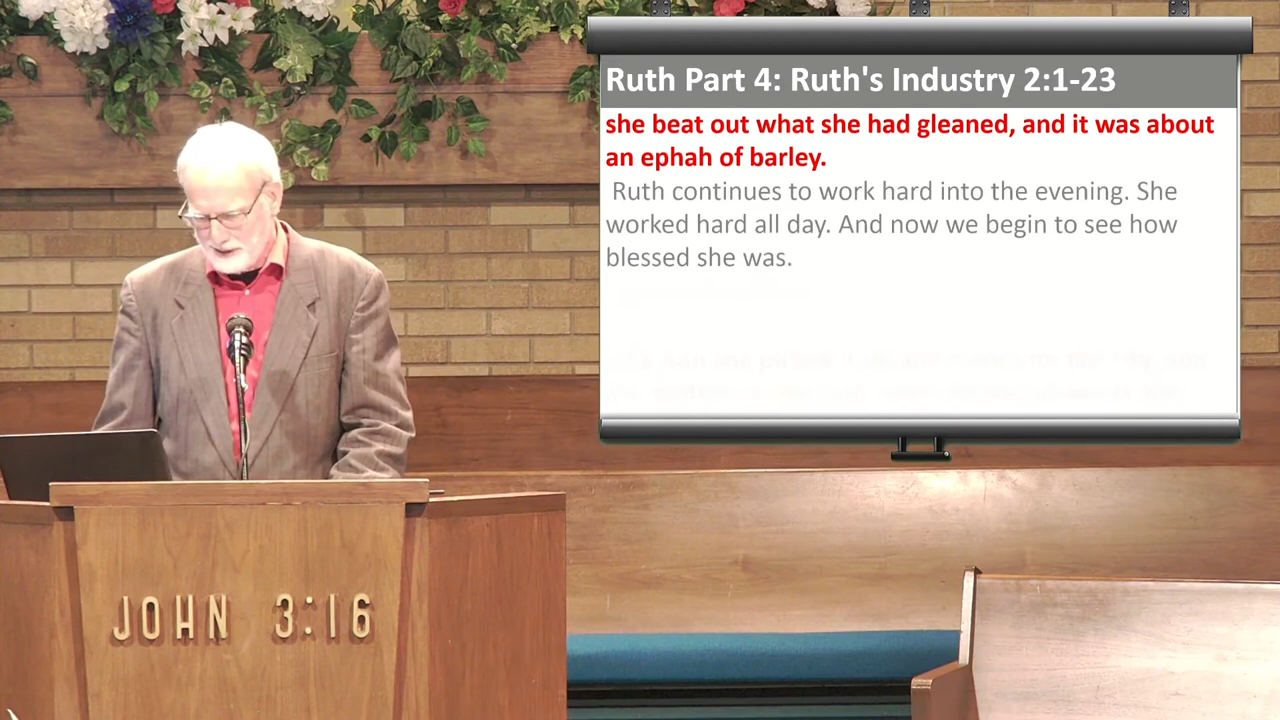 Ruth Part 4: Ruth's Industry 2:1-23
she beat out what she had gleaned, and it was about
an ephah of barley.
Ruth continues to work hard into the evening. She
worked hard all day. And now we begin to see how
blessed she was.
JOHN 3:16